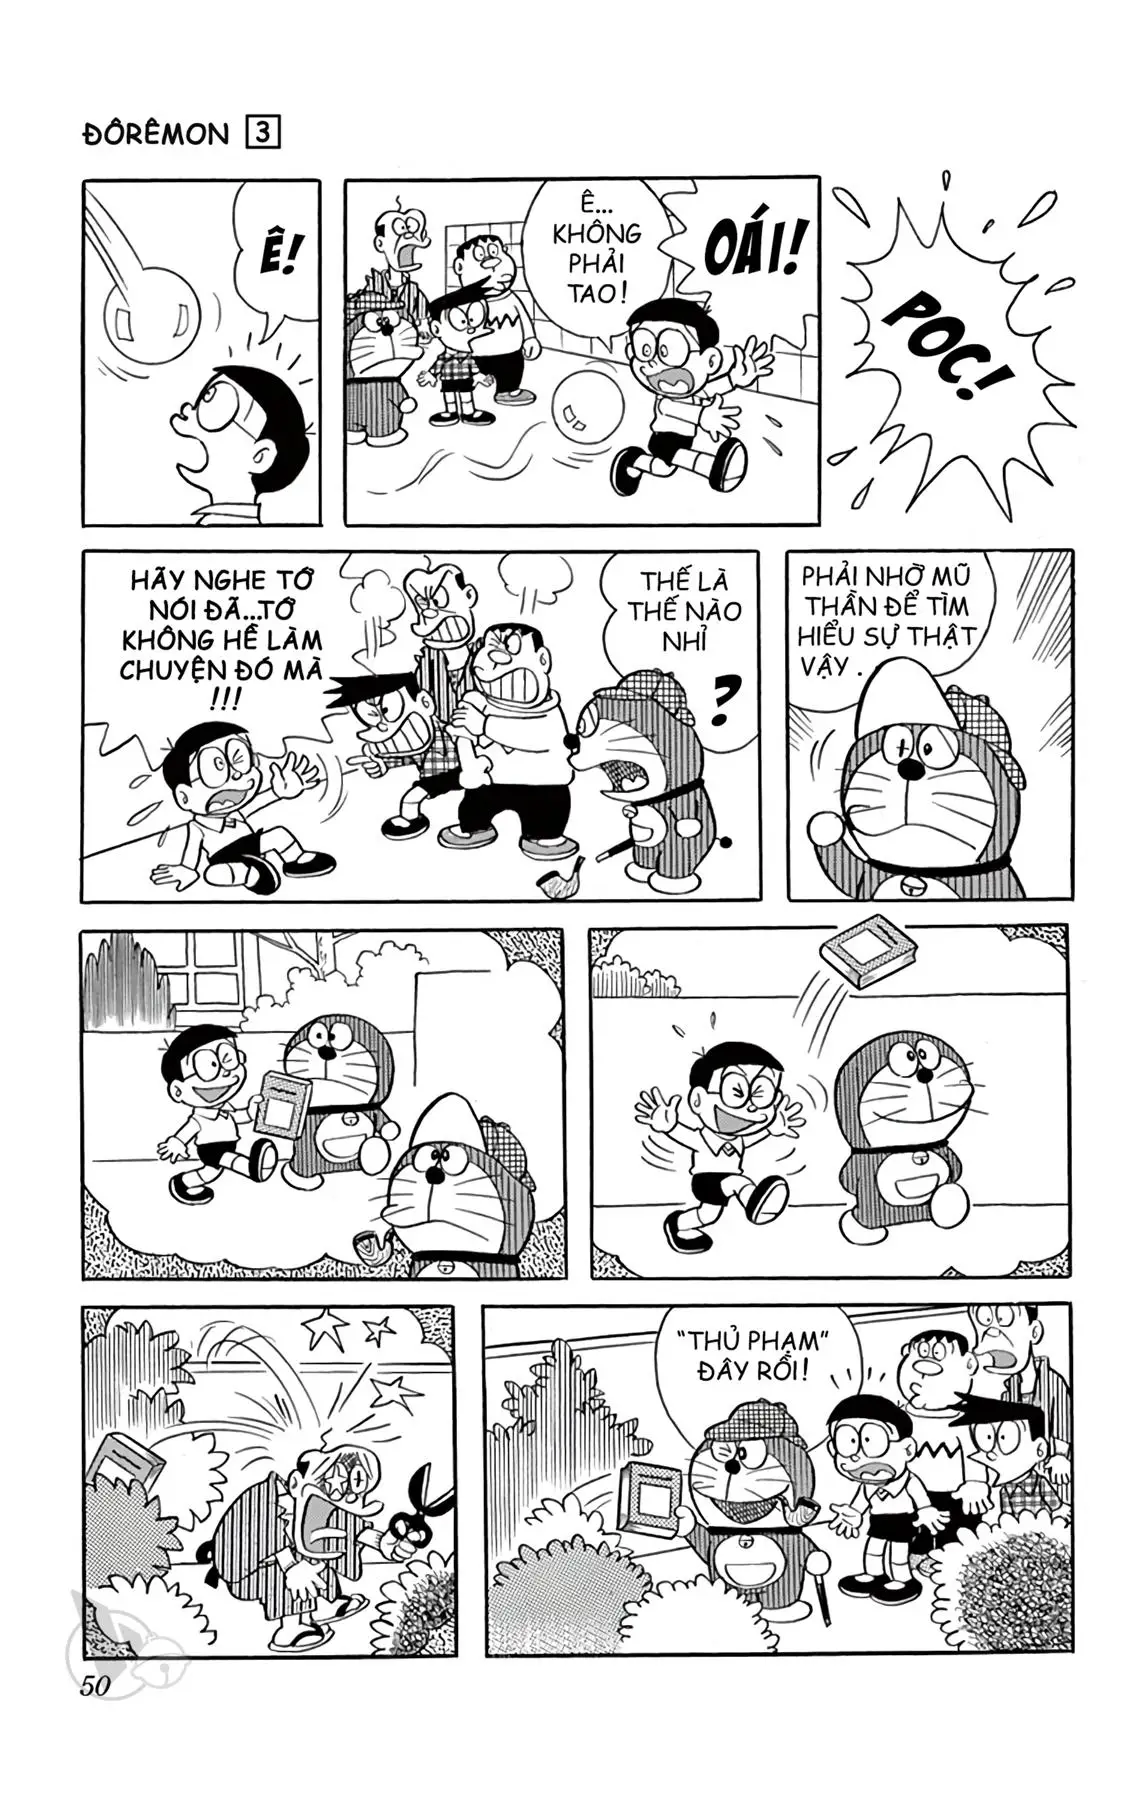 ĐÔRÊMON 3
Ê!
Ê...
KHÔNG
PHẢI
TAO!
OÁI!
POC!
HÃY NGHE TỚ
NÓI ĐÃ...TỚ
KHÔNG HỀ LÀM
CHUYỆN ĐÓ MÀ
!!!
THẾ LÀ
THẾ NÀO
NHỈ
?
PHẢI NHỜ MŨ
THẦN ĐỂ TÌM
HIỂU SỰ THẬT
VẬY .
"THỦ PHẠM"
ĐÂY RỒI!
50